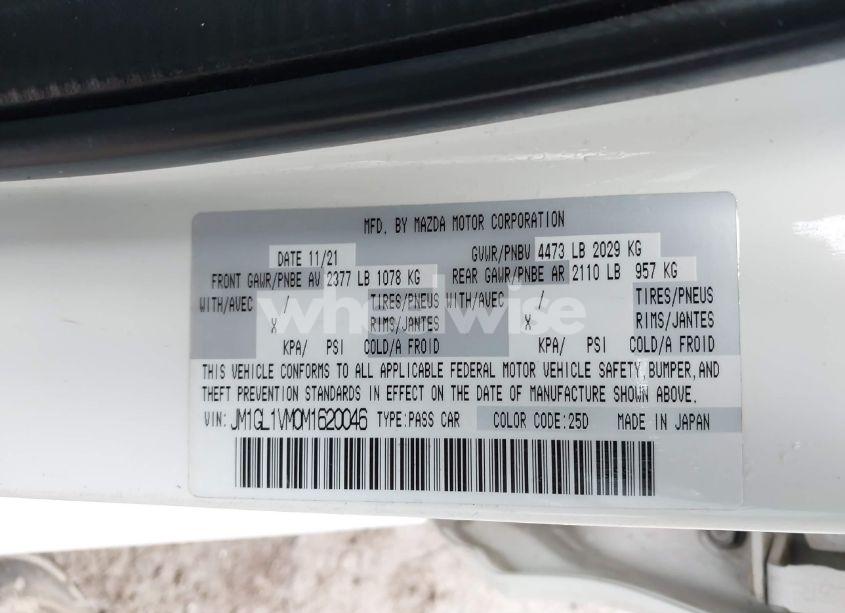 MFD. BY MAZDA MOTOR CORPORATION
DATE 11/21 GVWR/PNBV 4473 LB 2029 KG
FRONT GAWR/PNBE AV 2377 LB 1078 KG REAR GAWR/PNBE AR 2110 LB 957 KG
WITH/AVEC / TIRES/PNEUS WITH/AVEC / TIRES/PNEUS
X RIMS/JANTES X RIMS/JANTES
wheelwise
KPA/ PSI COLD/A FROID KPA/ PSI COLD/A FROID
THIS VEHICLE CONFORMS TO ALL APPLICABLE FEDERAL MOTOR VEHICLE SAFETY, BUMPER, AND
THEFT PREVENTION STANDARDS IN EFFECT ON THE DATE OF MANUFACTURE SHOWN ABOVE.
VIN: JM1GL1VM0M1620046 TYPE:PASS CAR COLOR CODE:25D MADE IN JAPAN